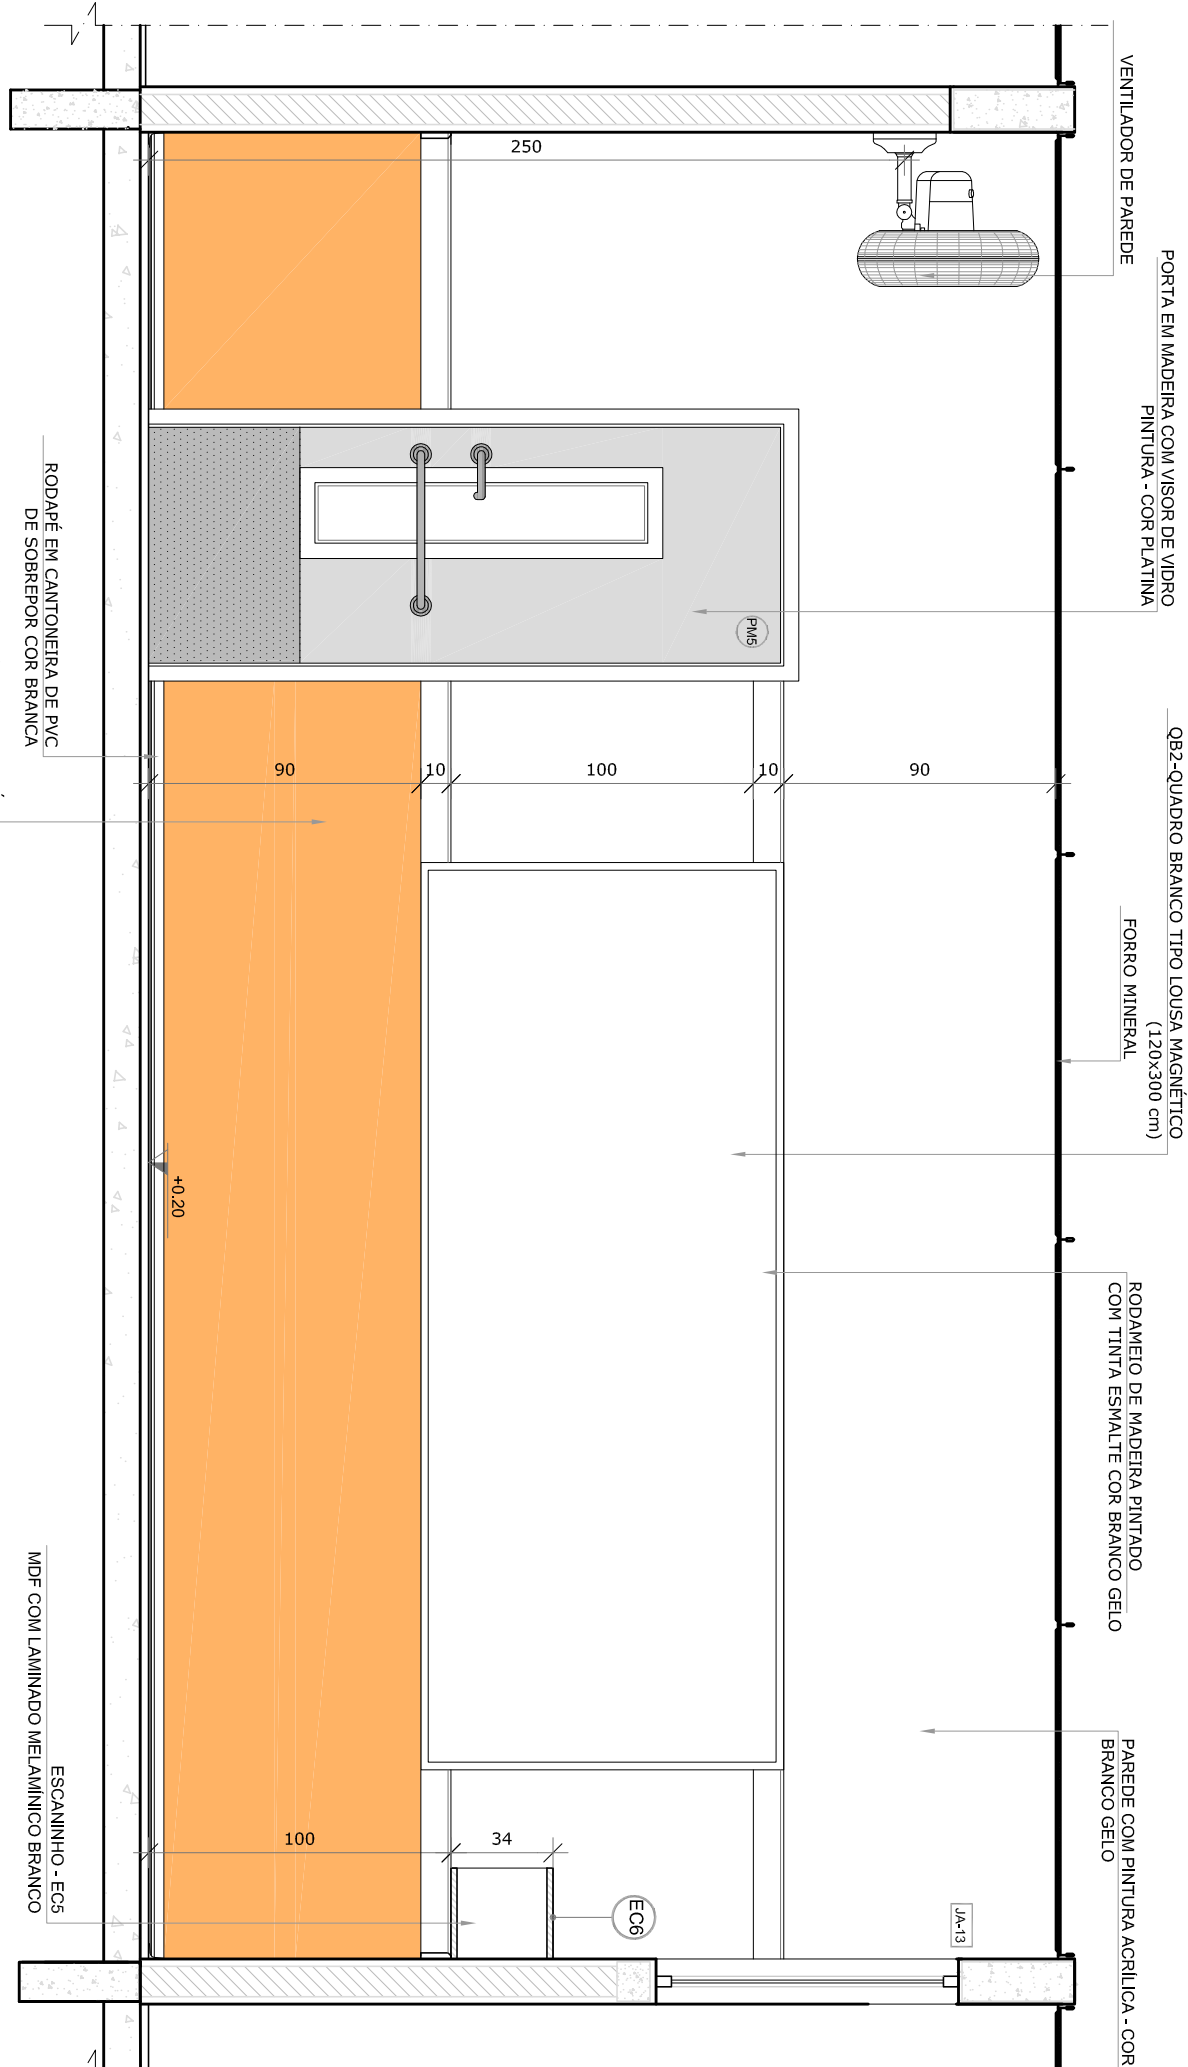 VENTILADOR DE PAREDE
PORTA EM MADEIRA COM VISOR DE VIDRO
PINTURA - COR PLATINA
QB2-QUADRO BRANCO TIPO LOUSA MAGNÉTICO
(120x300 cm)
FORRO MINERAL
RODAMEIO DE MADEIRA PINTADO
COM TINTA ESMALTE COR BRANCO GELO
PAREDE COM PINTURA ACRÍLICA - COR
BRANCO GELO
250
PM5
90
10
100
10
90
+0.20
100
34
EC6
JA-13
RODAPÉ EM CANTONEIRA DE PVC
DE SOBREPOR COR BRANCA
ESCANINHO - EC5
MDF COM LAMINADO MELAMÍNICO BRANCO